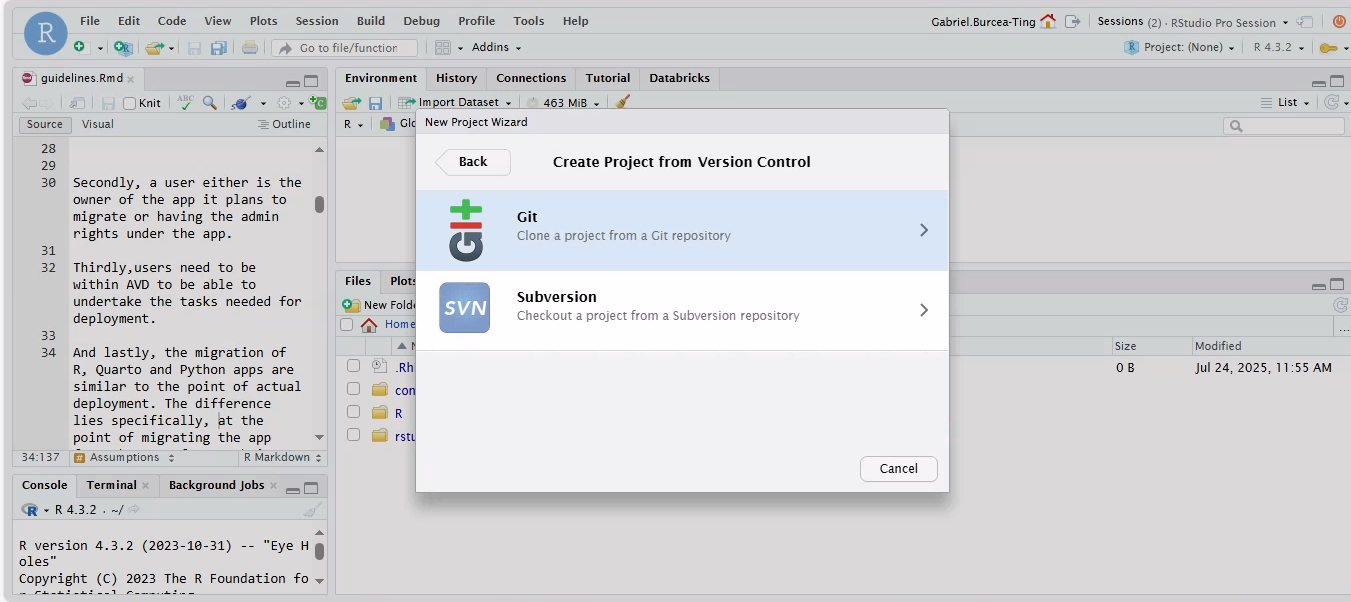 R
File Edit Code View Plots Session Build Debug Profile Tools Help
Gabriel.Burcea-Ting Sessions (2) · RStudio Pro Session
Go to file/function Addins
Project: (None) R 4.3.2
guidelines.Rmd
Knit ABC
Source Visual Outline
28
29
30 Secondly, a user either is the
owner of the app it plans to
migrate or having the admin
rights under the app.
31
32 Thirdly,users need to be
within AVD to be able to
undertake the tasks needed for
deployment.
33
34 And lastly, the migration of
R, Quarto and Python apps are
similar to the point of actual
deployment. The difference
lies specifically, at the
point of migrating the app
34:137 # Assumptions R Markdown
Console Terminal Background Jobs
R R 4.3.2 · ~/
R version 4.3.2 (2023-10-31) -- "Eye H
oles"
Copyright (C) 2023 The R Foundation fo
r Statistical Computing
Environment History Connections Tutorial Databricks
Import Dataset 463 MiB List
R Glo
New Project Wizard
Back Create Project from Version Control
Git
Git
Clone a project from a Git repository
SVN
Subversion
Checkout a project from a Subversion repository
Cancel
Files Plots
New Folde
Home ...
N Size Modified
.Rh 0 B Jul 24, 2025, 11:55 AM
con
R
rstu